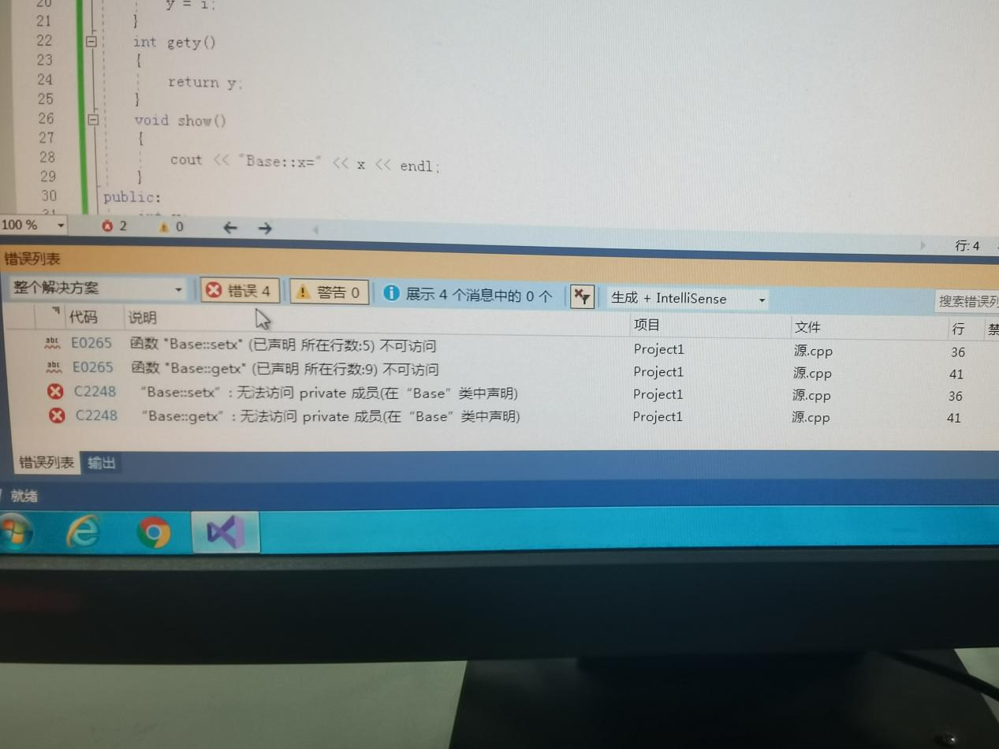 20 y = i;
21 }
22 int gety()
23 {
24 return y;
25 }
26 void show()
27 {
28 cout << "Base::x=" << x << endl;
29 }
30 public:
31
100 % 2 0 行: 4
错误列表
整个解决方案 错误 4 警告 0 展示 4 个消息中的 0 个 生成 + IntelliSense 搜索错误列
代码 说明 项目 文件 行 禁
abc E0265 函数 "Base::setx" (已声明 所在行数:5) 不可访问 Project1 源.cpp 36
abc E0265 函数 "Base::getx" (已声明 所在行数:9) 不可访问 Project1 源.cpp 41
C2248 “Base::setx”: 无法访问 private 成员(在“Base”类中声明) Project1 源.cpp 36
C2248 “Base::getx”: 无法访问 private 成员(在“Base”类中声明) Project1 源.cpp 41
错误列表 输出
就绪